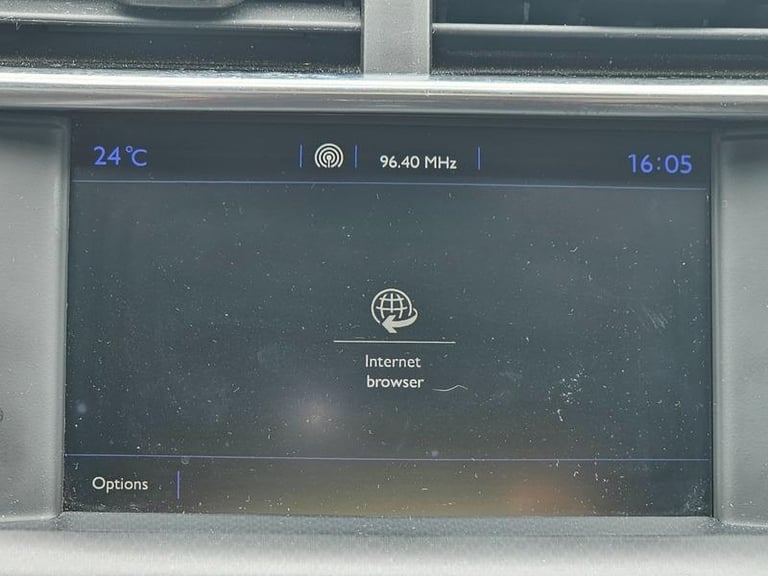 24°C 96.40 MHz 16:05
Internet
browser
Options